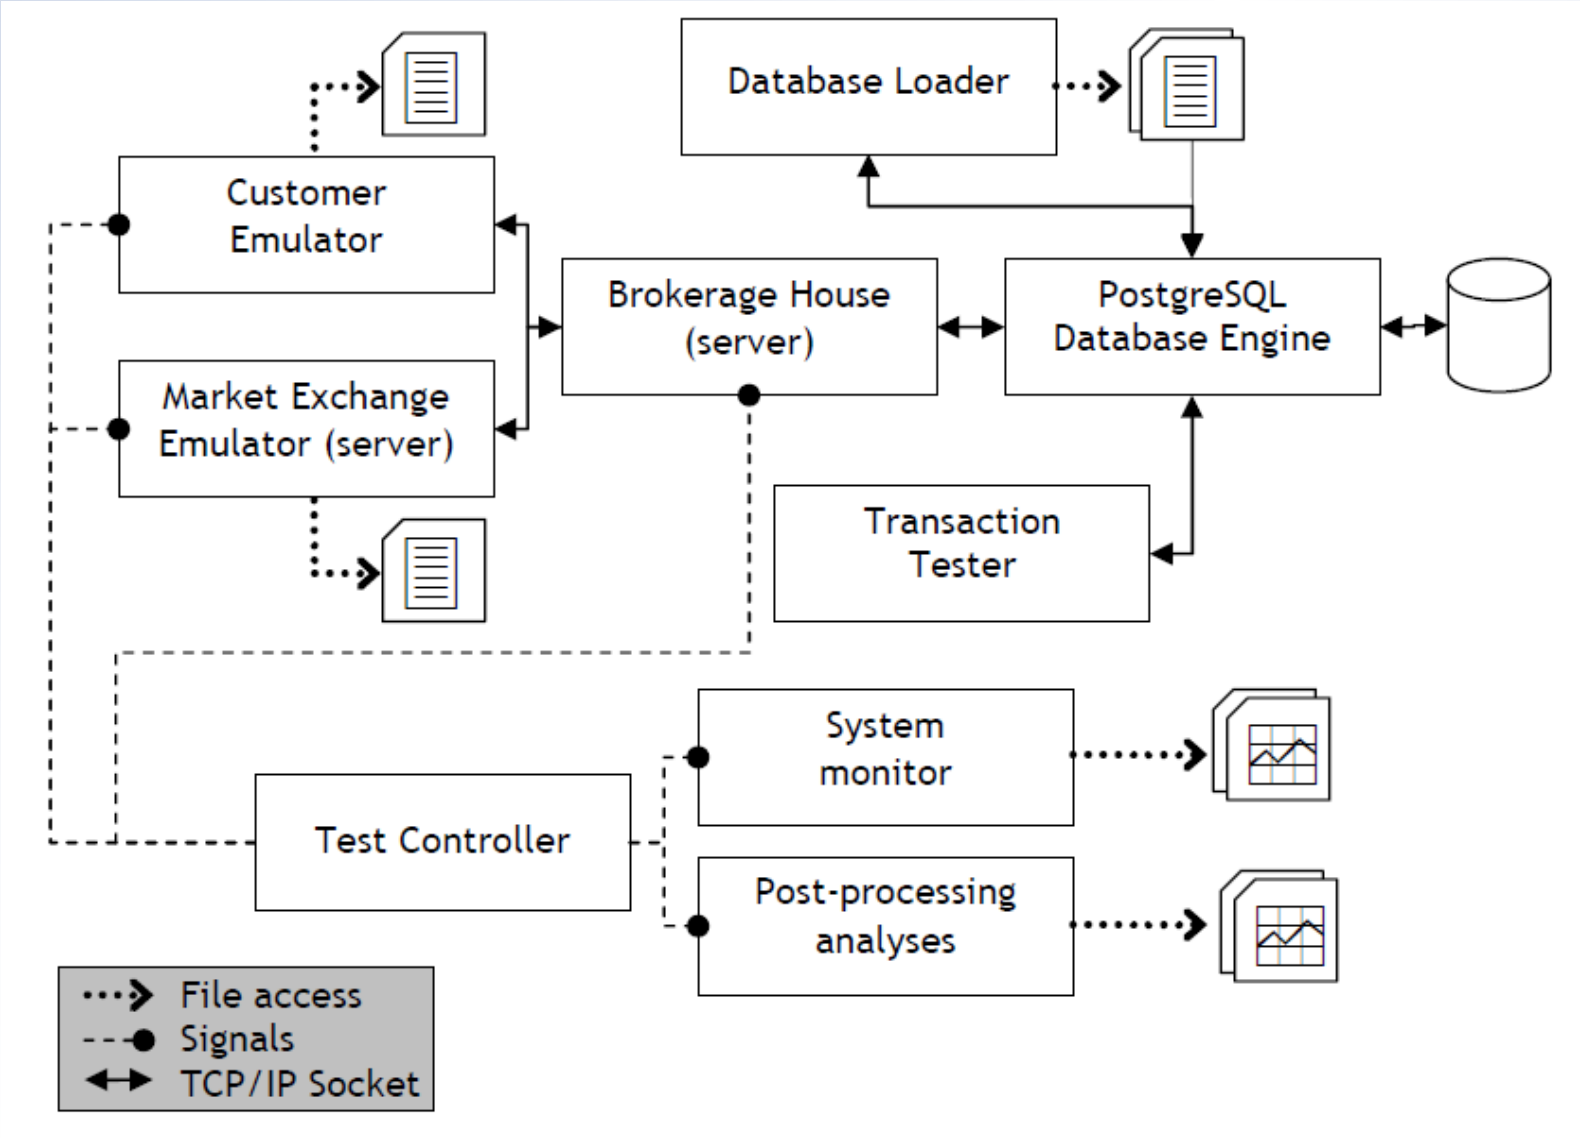 Database Loader
Customer
Emulator
Brokerage House
(server)
PostgreSQL
Database Engine
Market Exchange
Emulator (server)
Transaction
Tester
System
monitor
Test Controller
Post-processing
analyses
File access
Signals
TCP/IP Socket